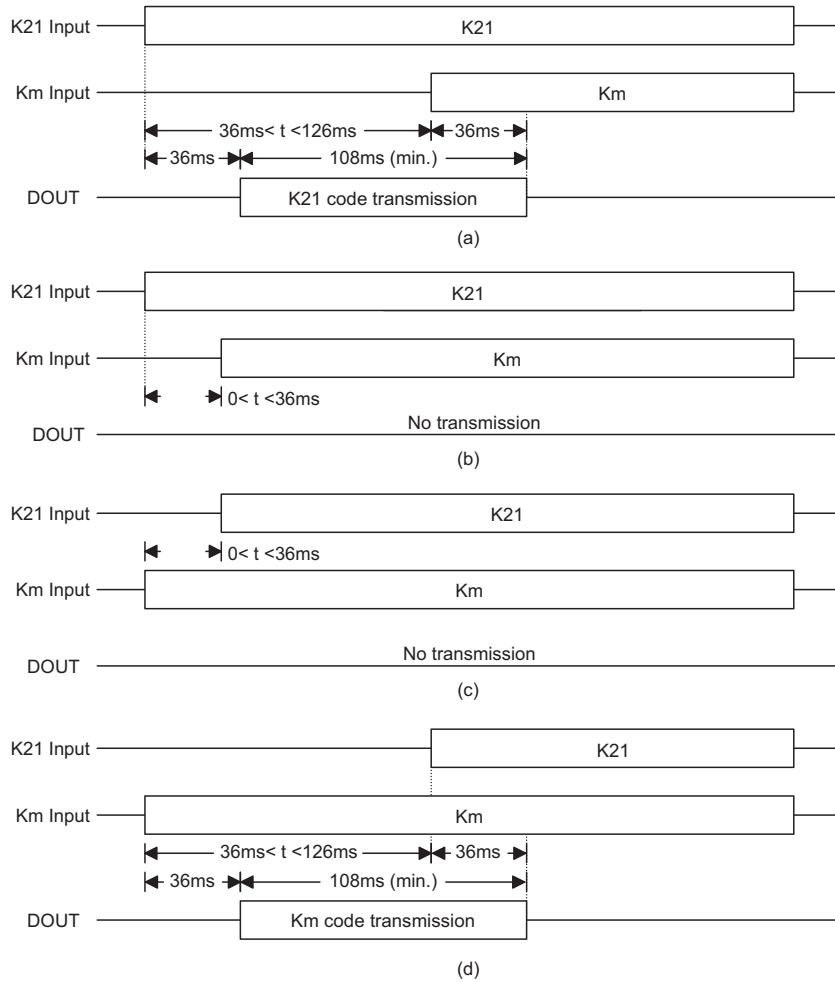 K21 Input
K21
Km Input
Km
36ms< t <126ms
36ms
36ms
108ms (min.)
DOUT
K21 code transmission
(a)
K21 Input
K21
Km Input
Km
0< t <36ms
DOUT
No transmission
(b)
K21 Input
K21
0< t <36ms
Km Input
Km
DOUT
No transmission
(c)
K21 Input
K21
Km Input
Km
36ms< t <126ms
36ms
36ms
108ms (min.)
DOUT
Km code transmission
(d)